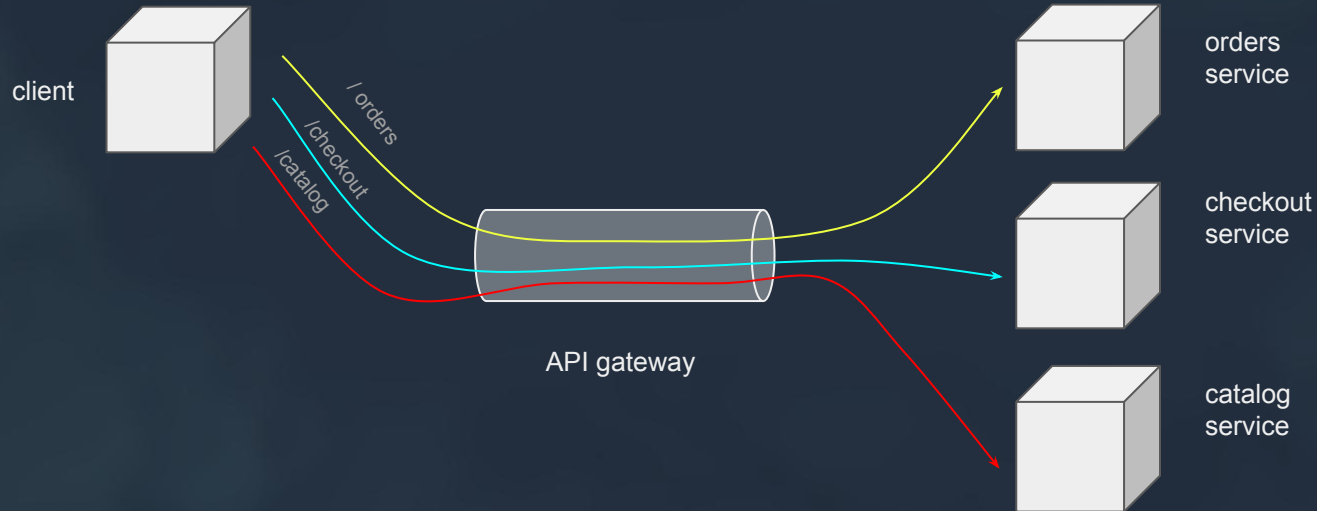 client
/ orders
/checkout
/catalog
API gateway
orders
service
checkout
service
catalog
service